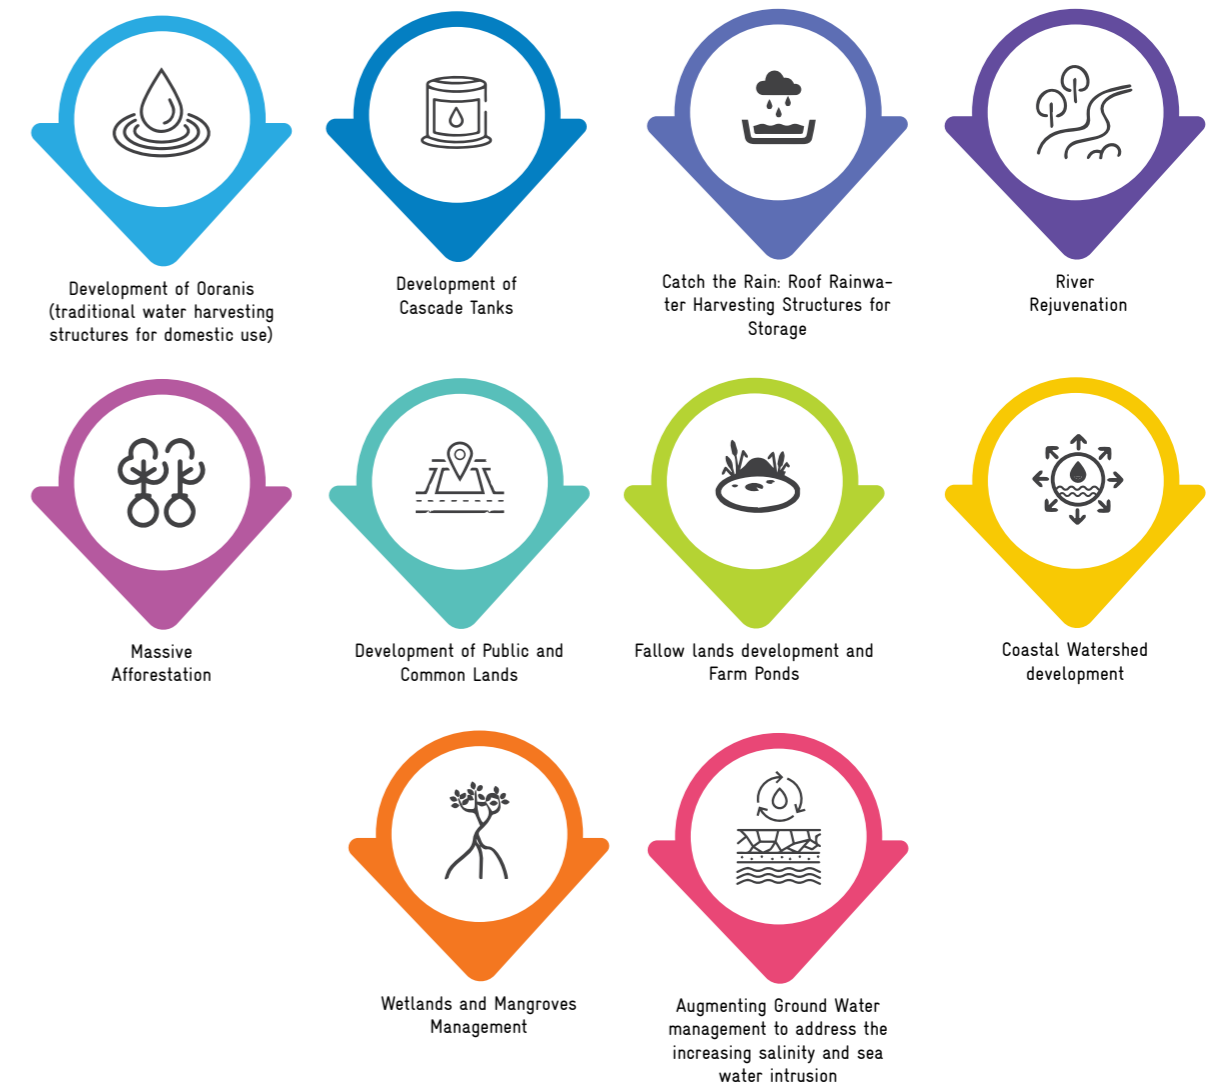 Development of Ooranis
(traditional water harvesting
structures for domestic use)
Development of
Cascade Tanks
Catch the Rain: Roof Rainwa-
ter Harvesting Structures for
Storage
River
Rejuvenation
Massive
Afforestation
Development of Public and
Common Lands
Fallow lands development and
Farm Ponds
Coastal Watershed
development
Wetlands and Mangroves
Management
Augmenting Ground Water
management to address the
increasing salinity and sea
water intrusion